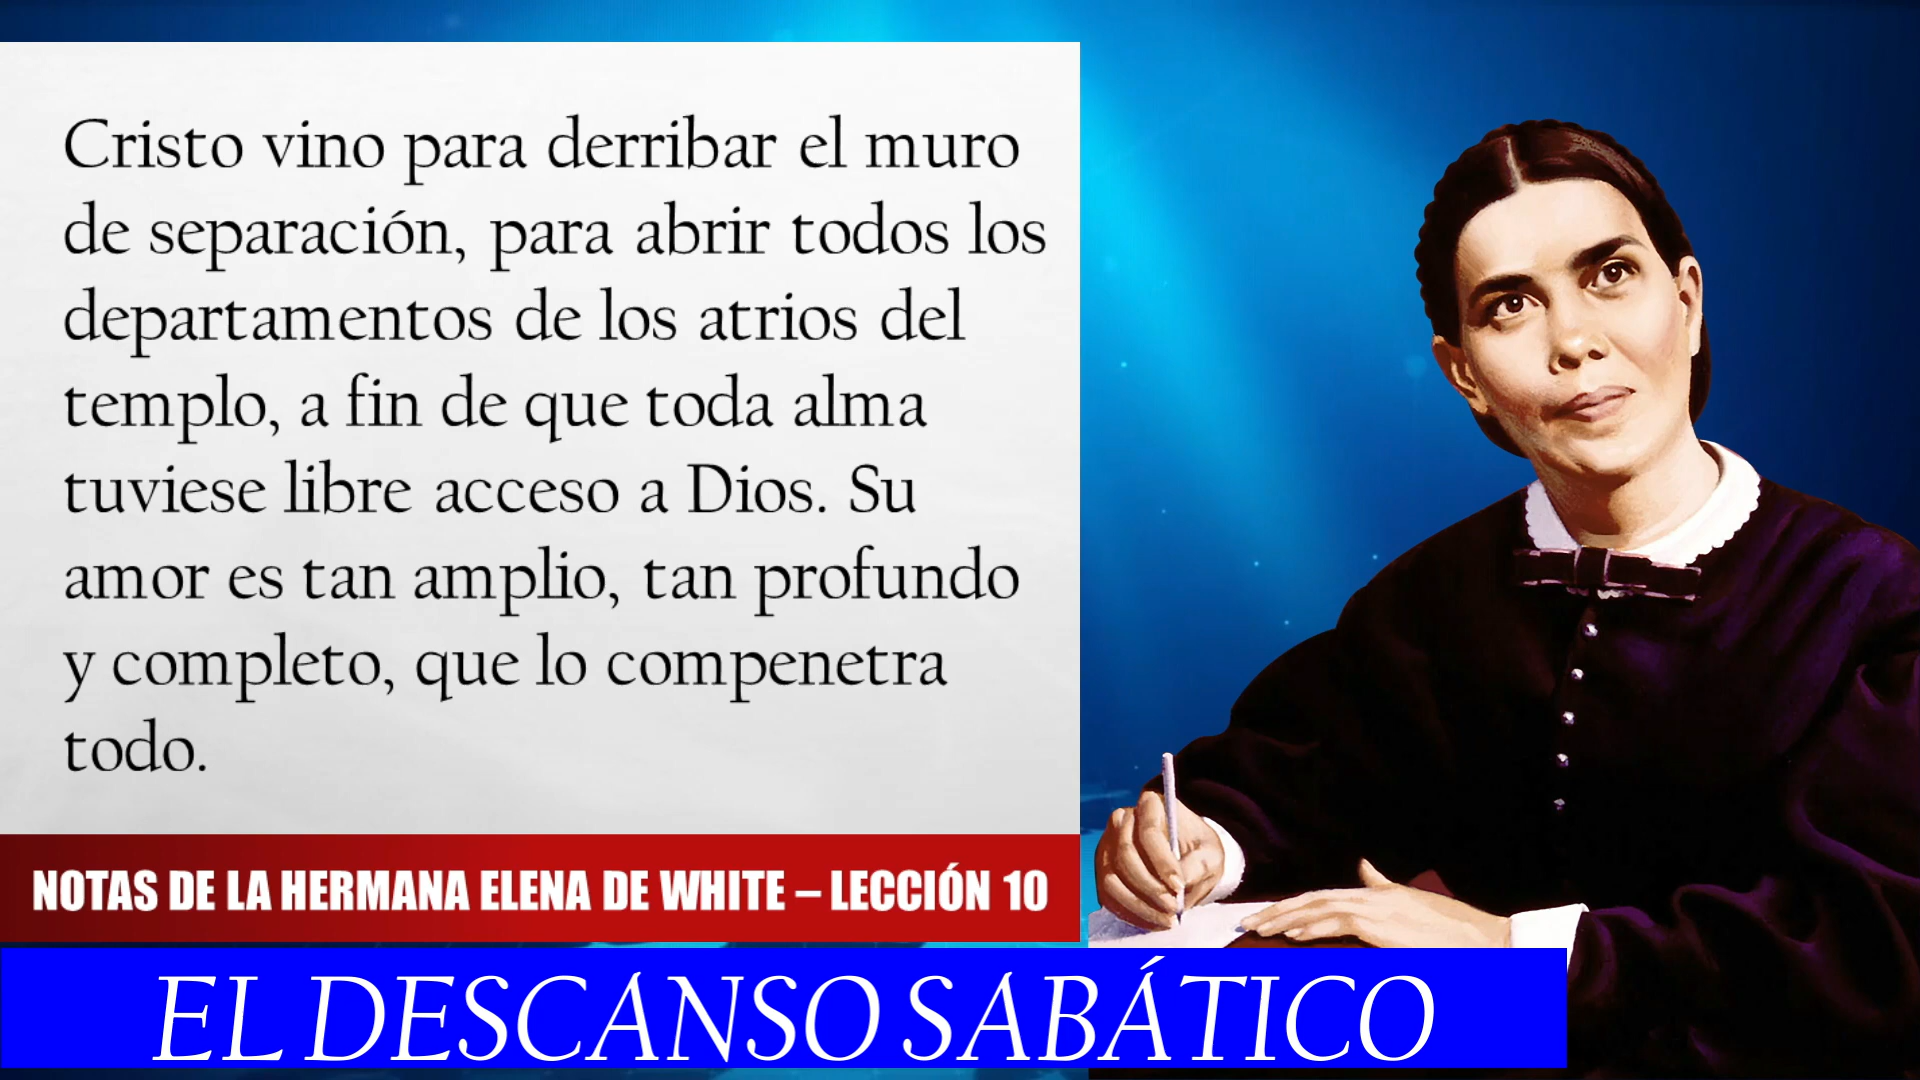 Cristo vino para derribar el muro
de separación, para abrir todos los
departamentos de los atrios del
templo, a fin de que toda alma
tuviese libre acceso a Dios. Su
amor es tan amplio, tan profundo
y completo, que lo compenetra
todo.
NOTAS DE LA HERMANA ELENA DE WHITE – LECCIÓN 10
EL DESCANSO SABÁTICO